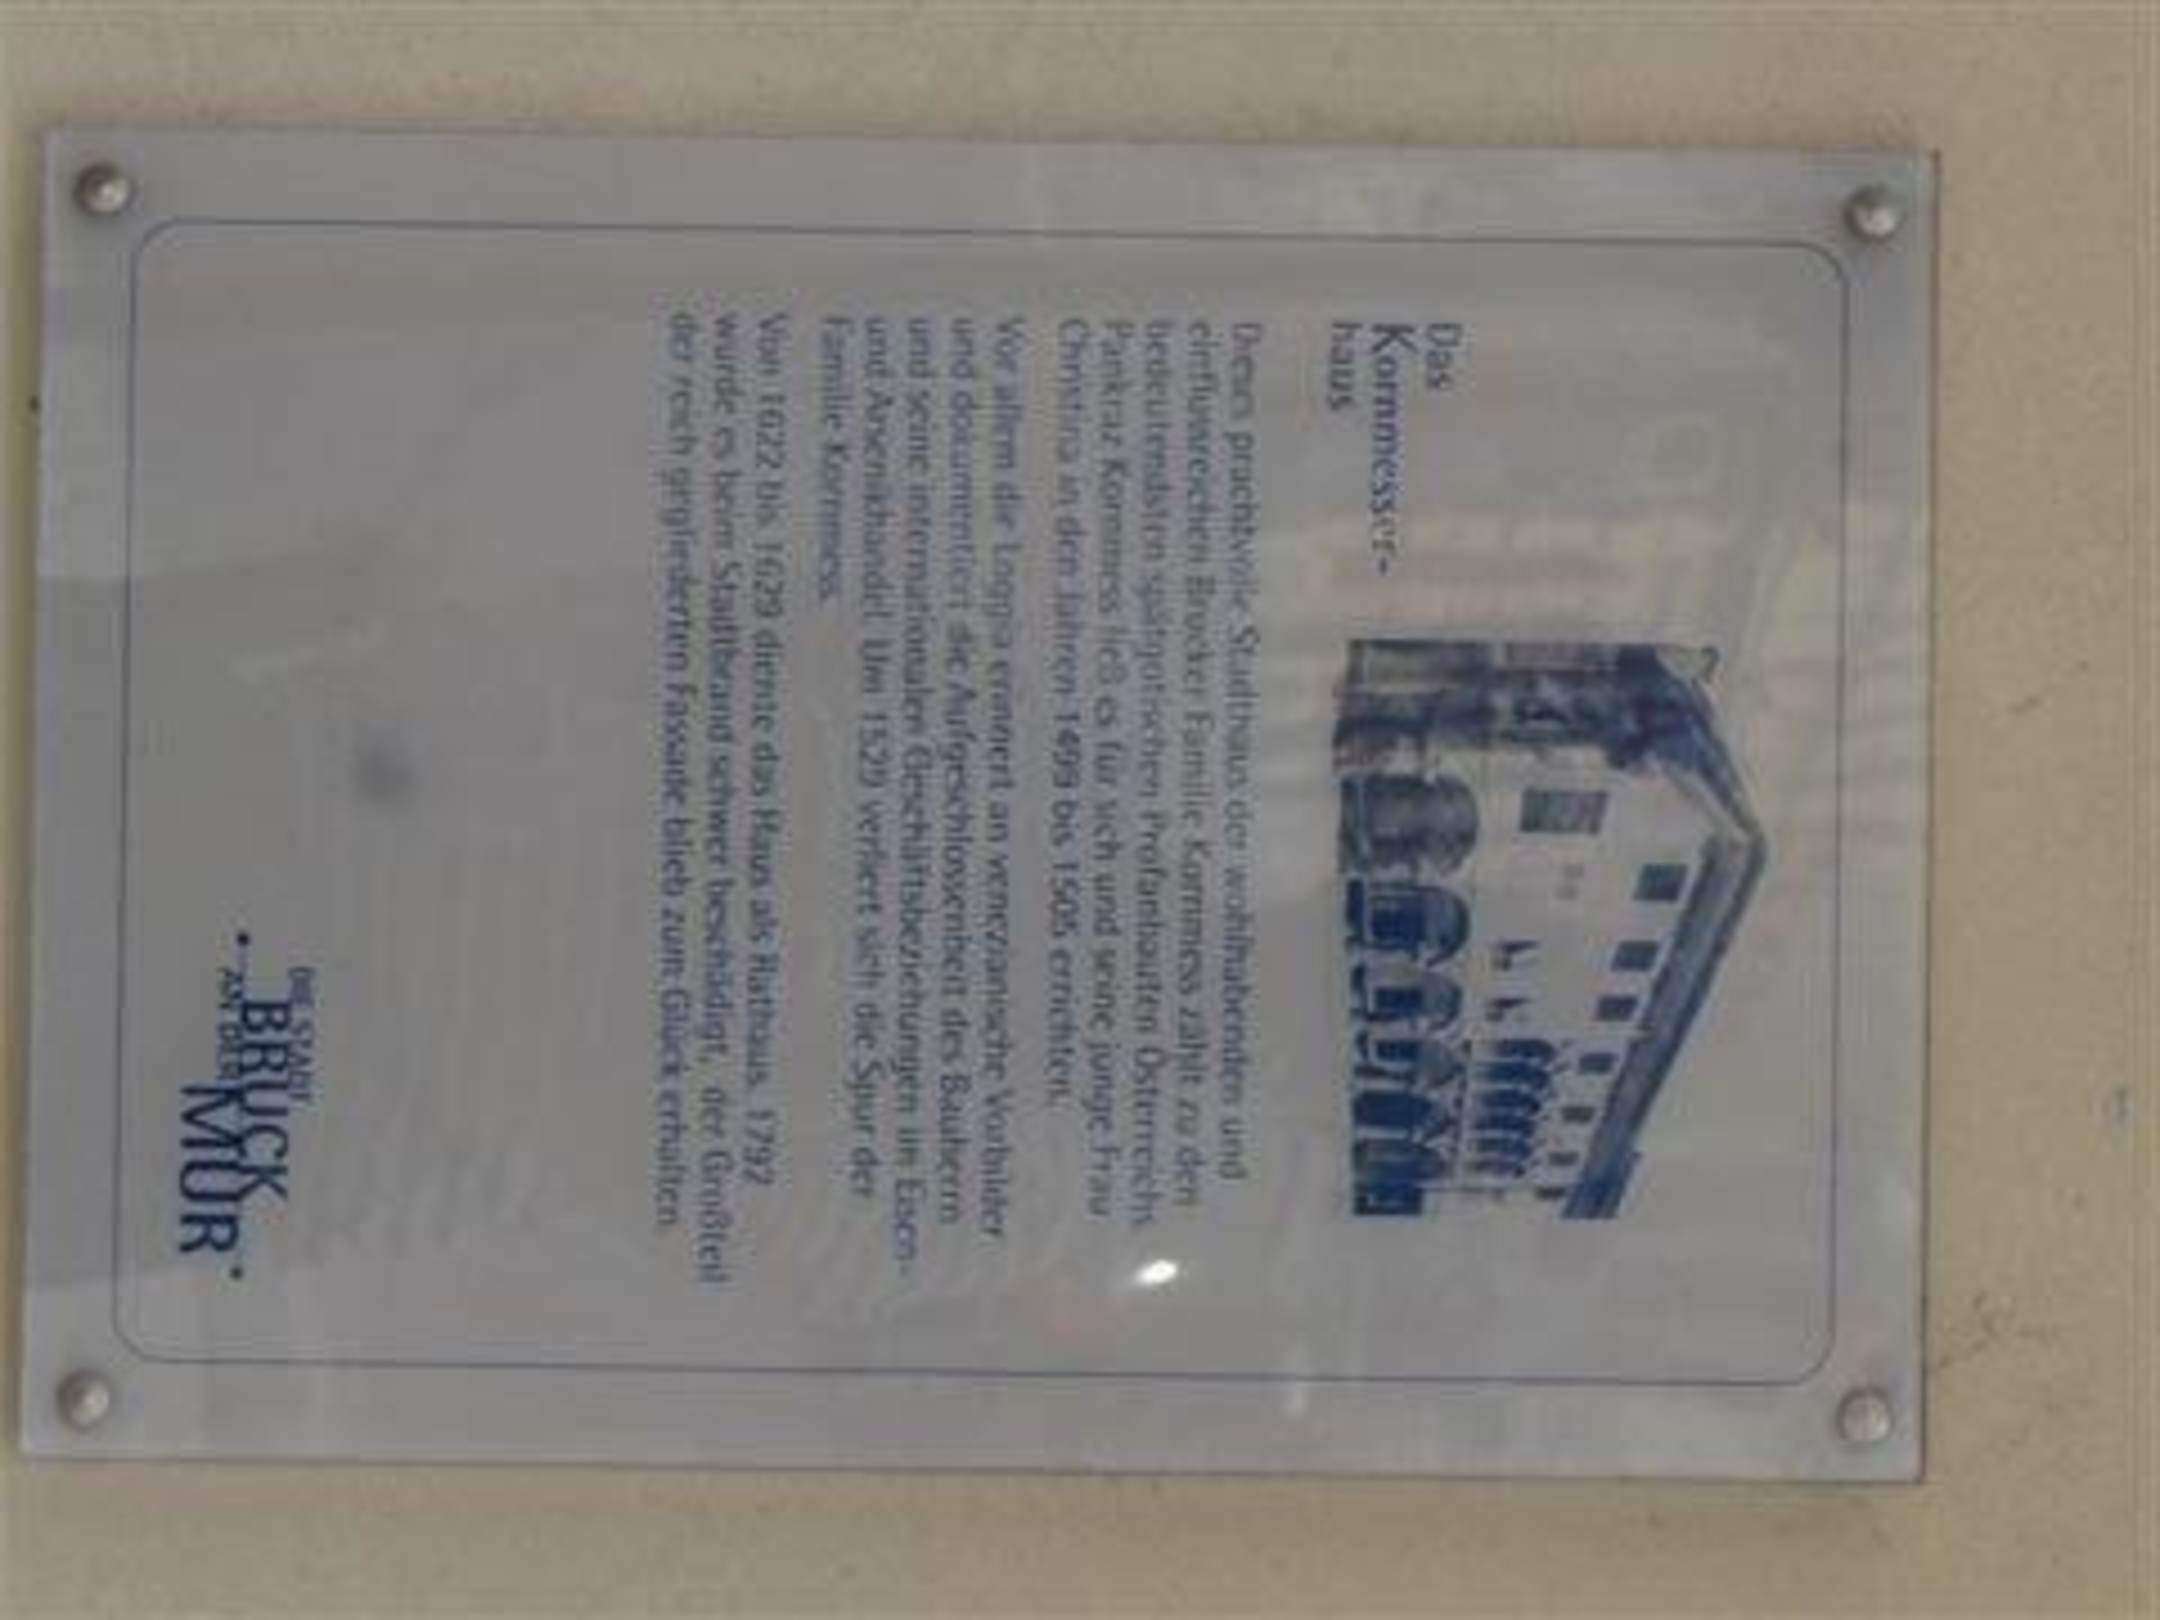 Das
Kornmesser-
haus
Dieses prachtvolle Stadthaus der wohlhabenden und
einflussreichen Brucker Familie Kornmess zählt zu den
bedeutendsten spätgotischen Profanbauten Österreichs.
Pankraz Kornmess ließ es für sich und seine junge Frau
Christina in den Jahren 1499 bis 1505 errichten.
Vor allem die Loggia erinnert an venezianische Vorbilder
und dokumentiert die Aufgeschlossenheit des Bauherrn
und seine internationalen Geschäftsbeziehungen im Eisen-
und Arsenikhandel. Um 1529 verliert sich die Spur der
Familie Kornmess.
Von 1622 bis 1629 diente das Haus als Rathaus. 1792
wurde es beim Stadtbrand schwer beschädigt, der Großteil
der reich gegliederten Fassade blieb zum Glück erhalten.
DIE STADT
• BRUCK
AN DER
MUR •